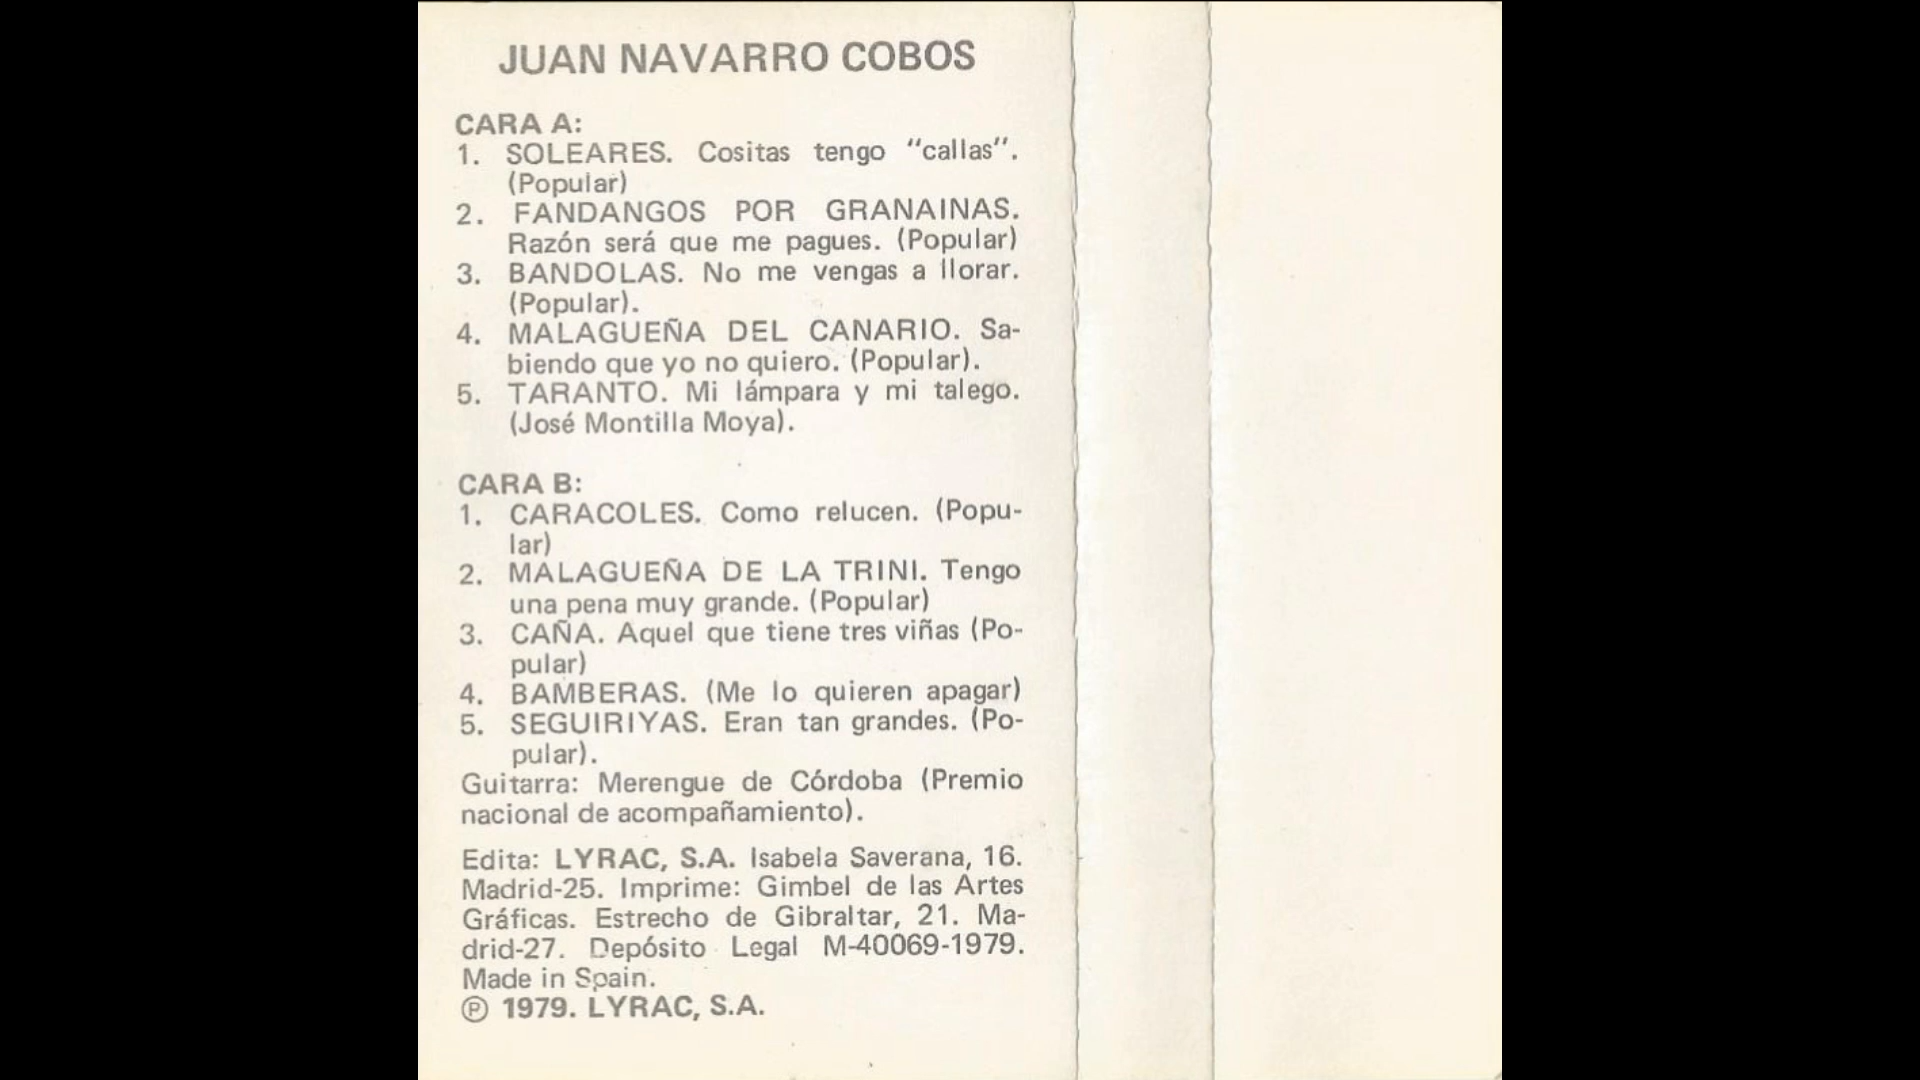 JUAN NAVARRO COBOS
CARA A:
1. SOLEARES. Cositas tengo "callas".
(Popular)
2. FANDANGOS POR GRANAINAS.
Razón será que me pagues. (Popular)
3. BANDOLAS. No me vengas a llorar.
(Popular).
4. MALAGUEÑA DEL CANARIO. Sa-
biendo que yo no quiero. (Popular).
5. TARANTO. Mi lámpara y mi talego.
(José Montilla Moya).
CARA B:
1. CARACOLES. Como relucen. (Popu-
lar)
2. MALAGUEÑA DE LA TRINI. Tengo
una pena muy grande. (Popular)
3. CAÑA. Aquel que tiene tres viñas (Po-
pular)
4. BAMBERAS. (Me lo quieren apagar)
5. SEGUIRIYAS. Eran tan grandes. (Po-
pular).
Guitarra: Merengue de Córdoba (Premio
nacional de acompañamiento).
Edita: LYRAC, S.A. Isabela Saverana, 16.
Madrid-25. Imprime: Gimbel de las Artes
Gráficas. Estrecho de Gibraltar, 21. Ma-
drid-27. Depósito Legal M-40069-1979.
Made in Spain.
℗ 1979. LYRAC, S.A.